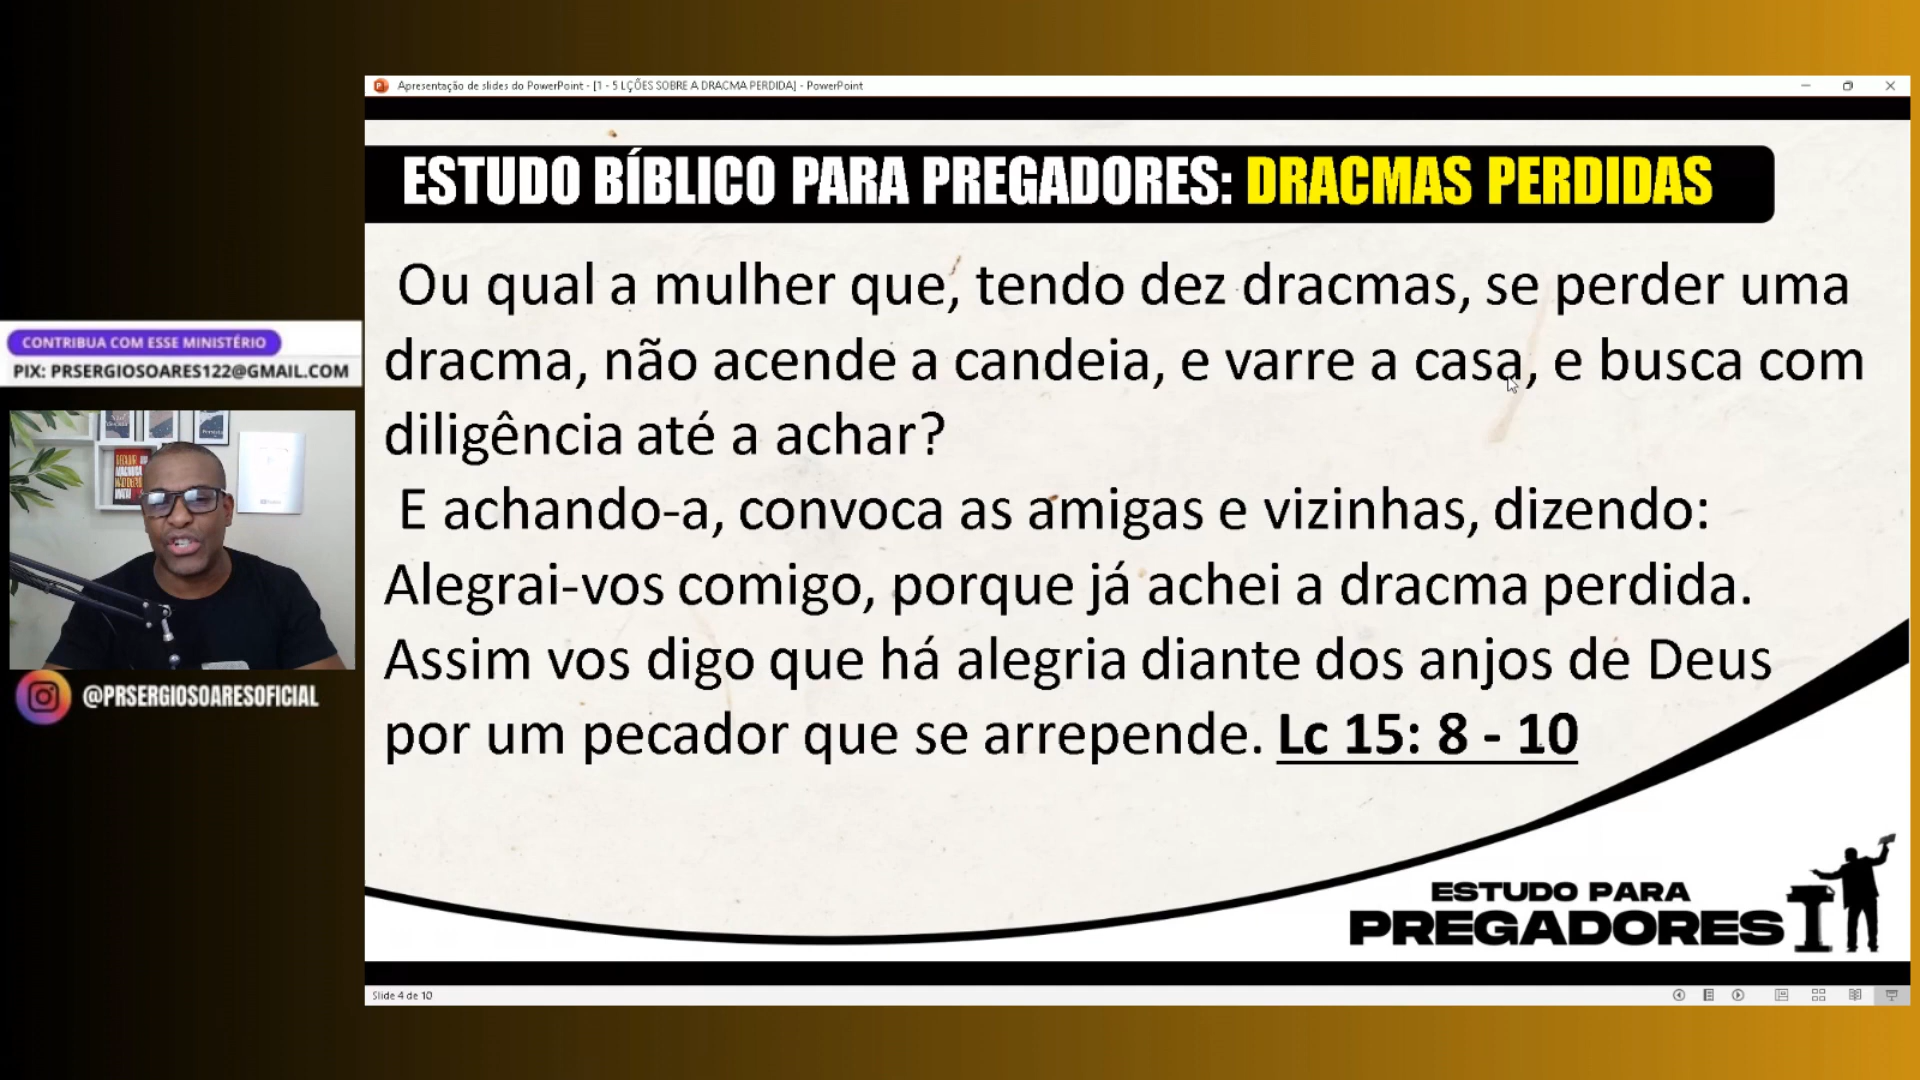 Apresentação de slides do PowerPoint - [1 - 5 LÇÕES SOBRE A DRACMA PERDIDA] - PowerPoint
ESTUDO BÍBLICO PARA PREGADORES: DRACMAS PERDIDAS
Ou qual a mulher que, tendo dez dracmas, se perder uma
dracma, não acende a candeia, e varre a casa, e busca com
diligência até a achar?
E achando-a, convoca as amigas e vizinhas, dizendo:
Alegrai-vos comigo, porque já achei a dracma perdida.
Assim vos digo que há alegria diante dos anjos de Deus
por um pecador que se arrepende. Lc 15: 8 - 10
CONTRIBUA COM ESSE MINISTÉRIO
PIX: PRSERGIOSOARES122@GMAIL.COM
@PRSERGIOSOARESOFICIAL
ESTUDO PARA
PREGADORES
Slide 4 de 10